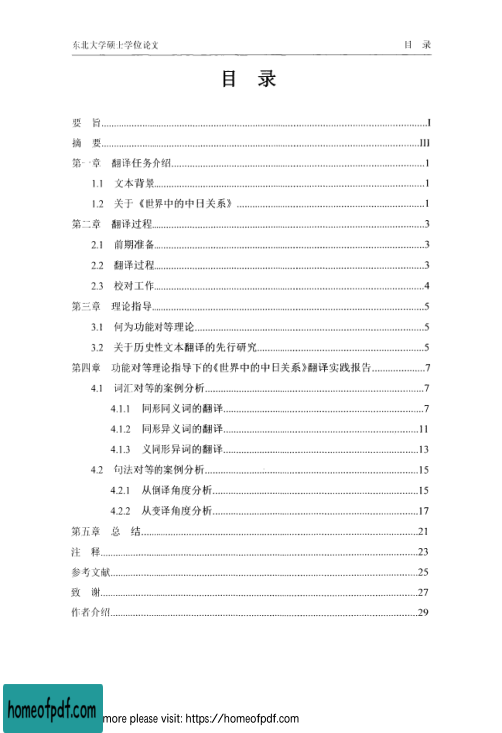 东北大学硕士学位论文 目 录
目 录
要 旨 I
摘 要 III
第一章 翻译任务介绍 1
1.1 文本背景 1
1.2 关于《世界中的中日关系》 1
第二章 翻译过程 3
2.1 前期准备 3
2.2 翻译过程 3
2.3 校对工作 4
第三章 理论指导 5
3.1 何为功能对等理论 5
3.2 关于历史性文本翻译的先行研究 5
第四章 功能对等理论指导下的《世界中的中日关系》翻译实践报告 7
4.1 词汇对等的案例分析 7
4.1.1 同形同义词的翻译 7
4.1.2 同形异义词的翻译 11
4.1.3 义同形异词的翻译 13
4.2 句法对等的案例分析 15
4.2.1 从倒译角度分析 15
4.2.2 从变译角度分析 17
第五章 总 结 21
注 释 23
参考文献 25
致 谢 27
作者介绍 29
homeofpdf.com more please visit: https://homeofpdf.com